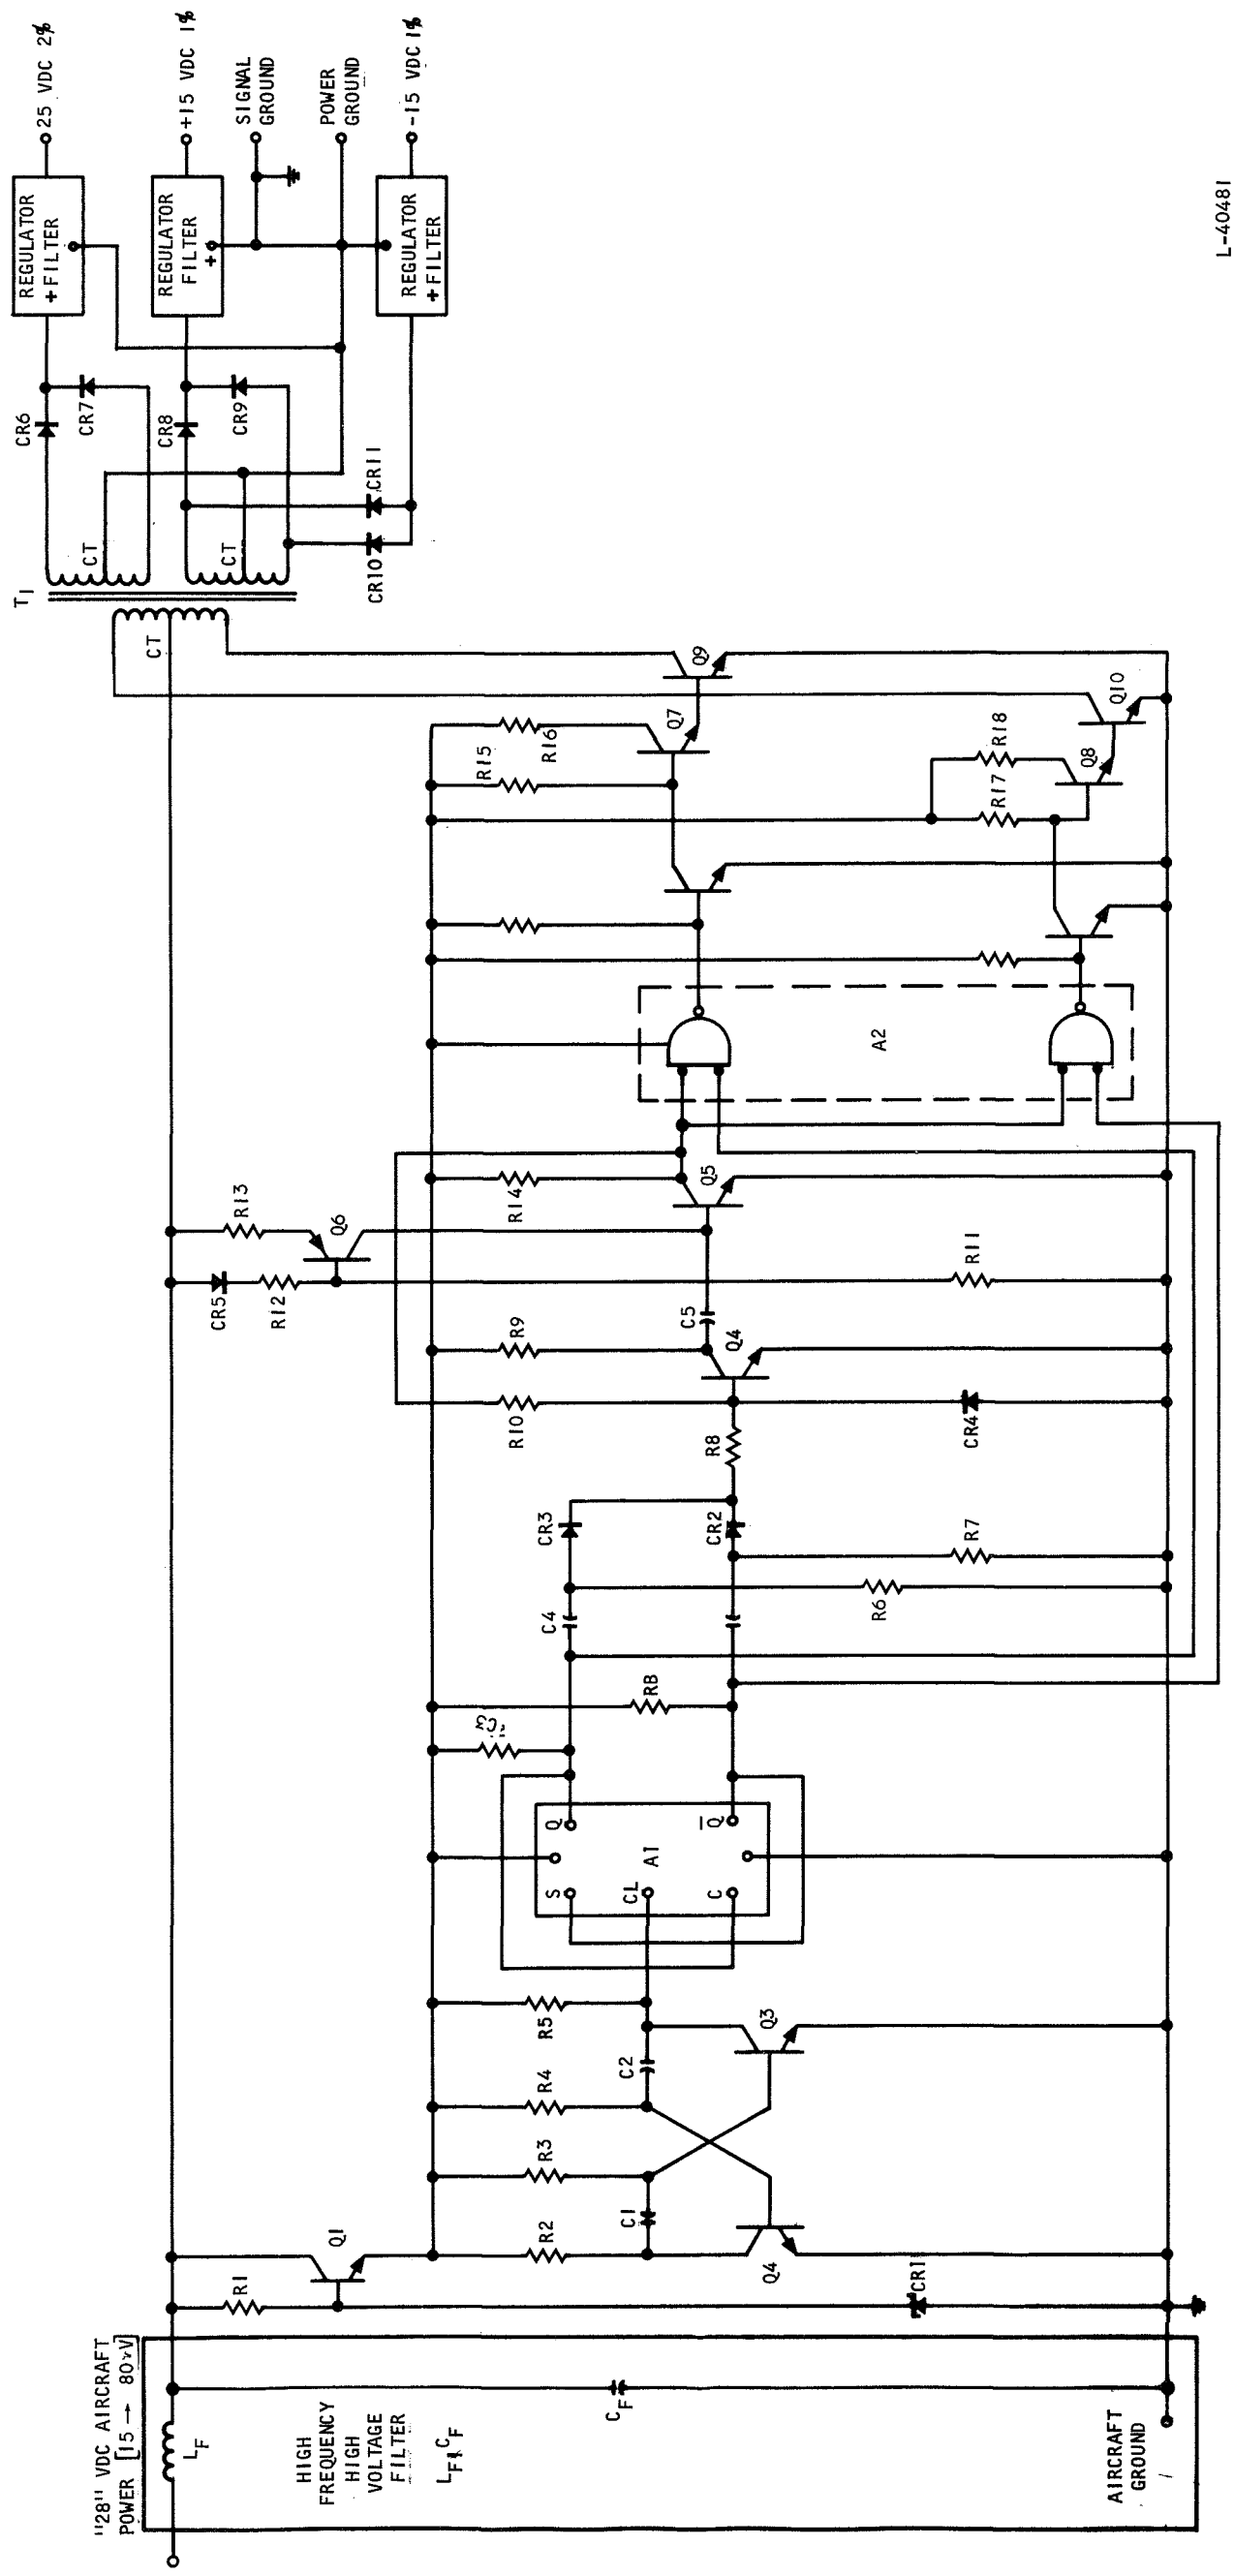 "28" VDC AIRCRAFT
POWER [15 → 80vV]
LF
HIGH
FREQUENCY
HIGH
VOLTAGE
FILTER
LF1CF
CF
AIRCRAFT
GROUND
R1
Q1
CR1
R2
C1
Q4
R3
R4
C2
Q3
R5
S
CL
C
A1
Q
Q̅
RB
C4
R6
CR3
CR2
R7
R8
R10
R9
Q4
CR4
C5
CR5
R12
R13
Q6
R11
R14
Q5
A2
R15
R16
Q7
Q9
R17
R18
Q8
Q10
T1
CT
CT
CT
CR10
CR11
CR6
CR7
CR8
CR9
REGULATOR
+FILTER
REGULATOR
FILTER
+
REGULATOR
+FILTER
25 VDC 2%
+15 VDC 1%
SIGNAL
GROUND
POWER
GROUND
-15 VDC 1%
L-40481